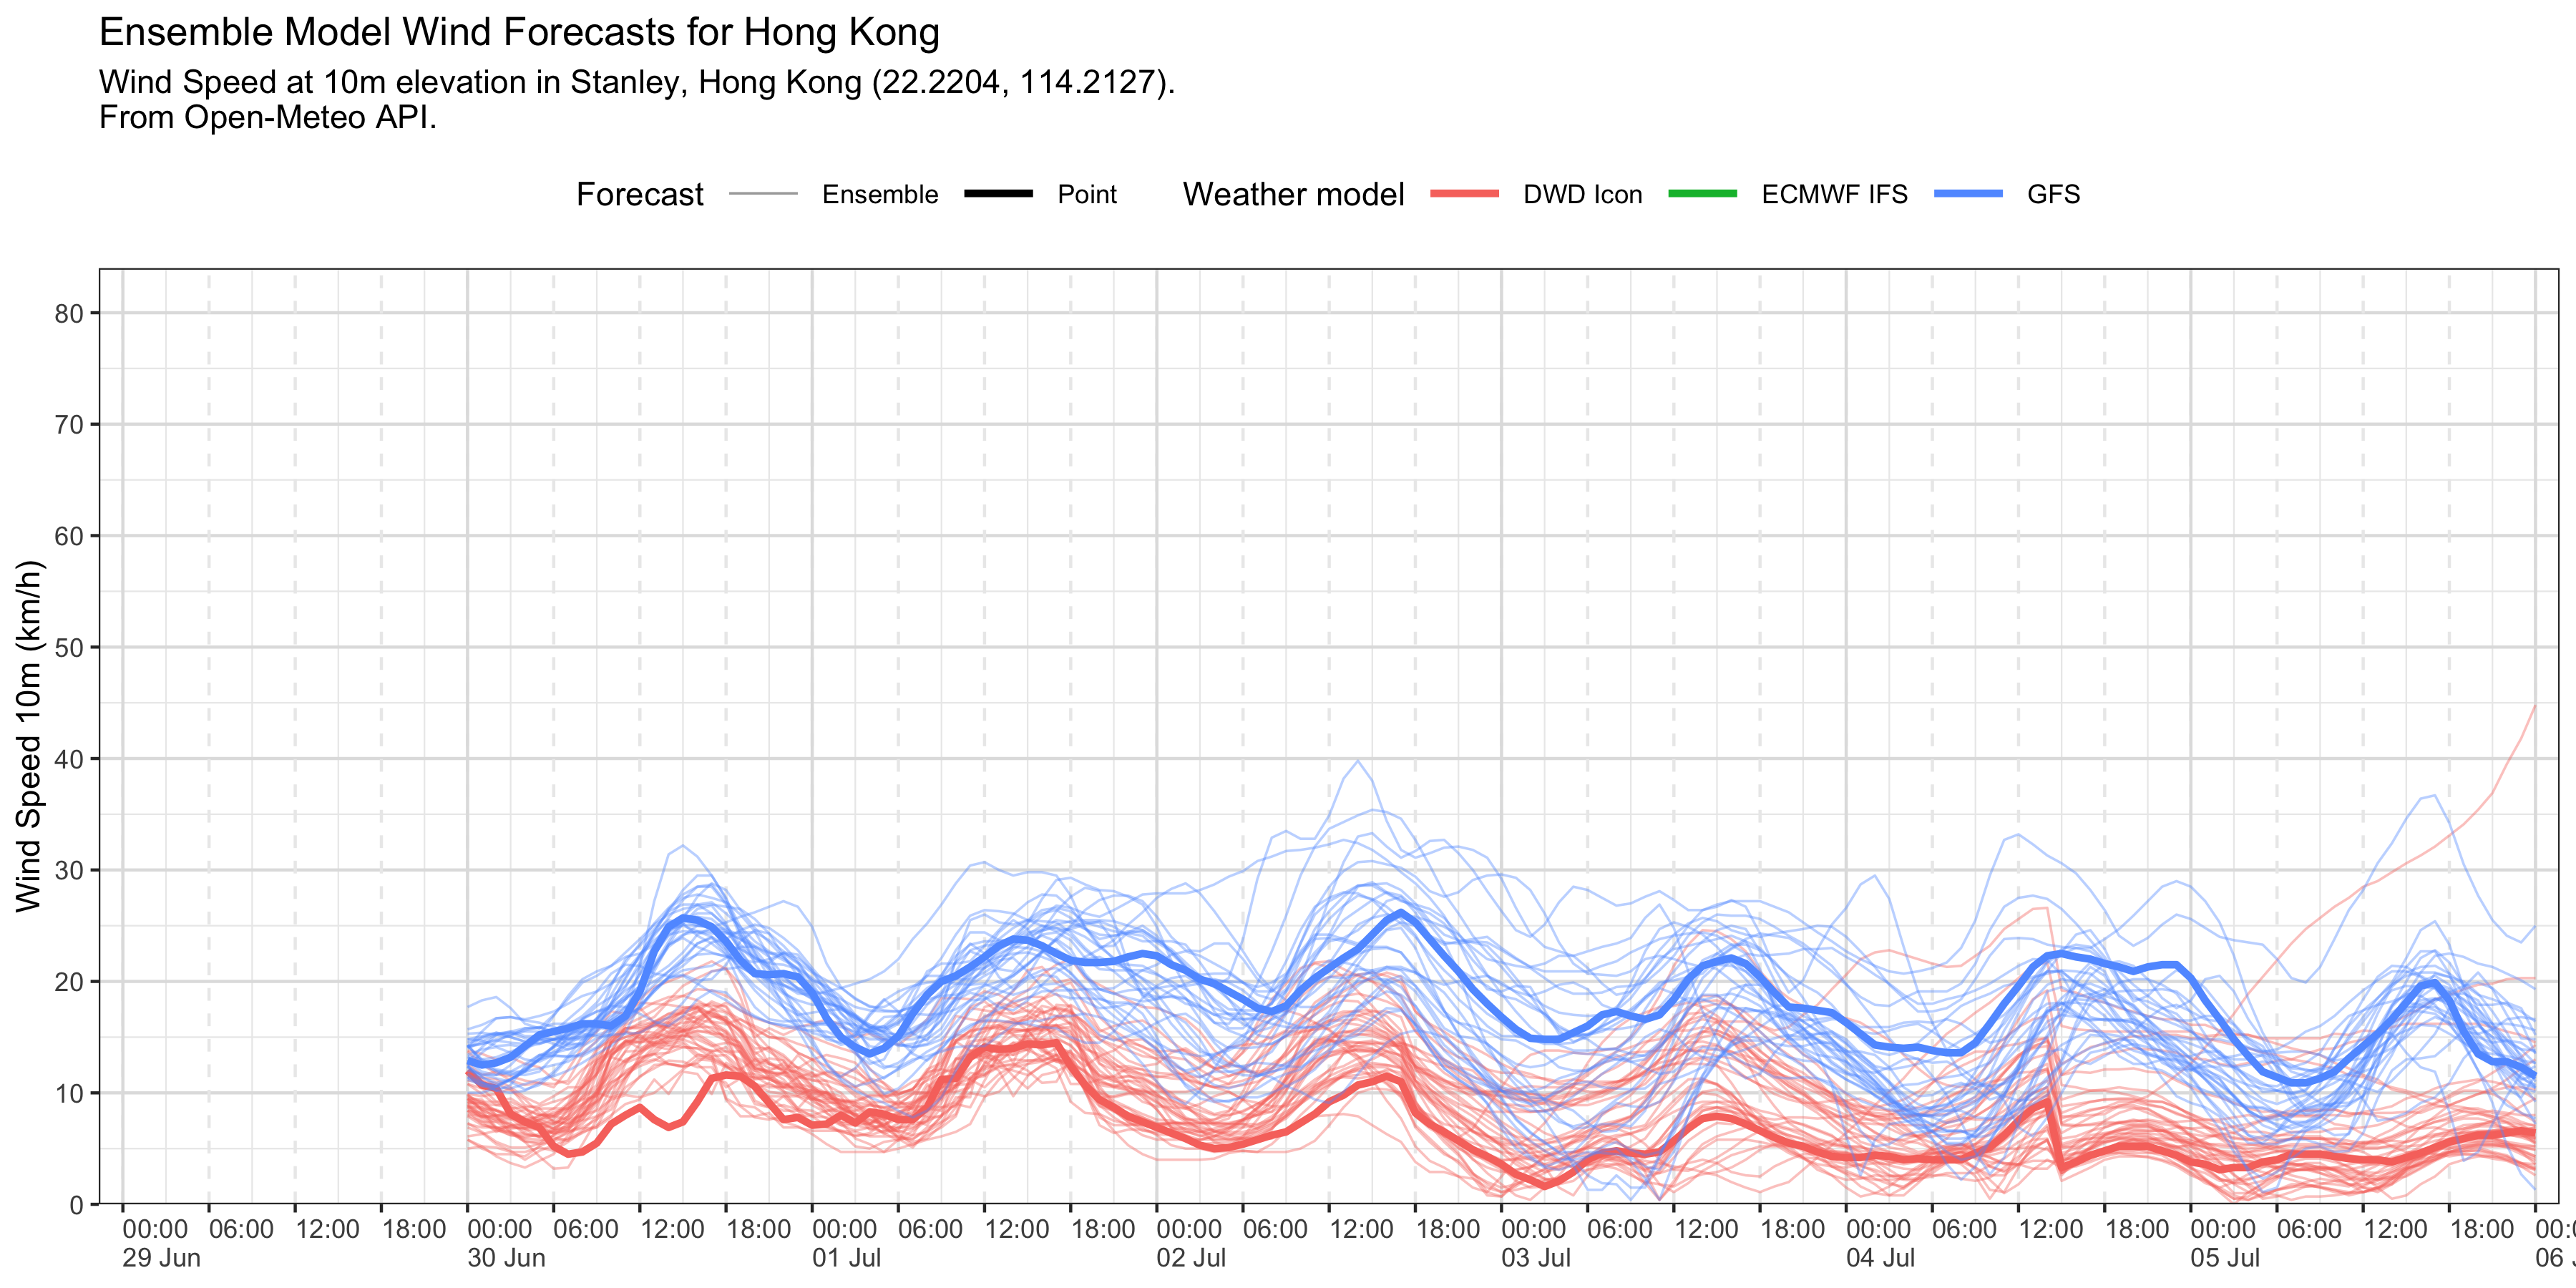 Ensemble Model Wind Forecasts for Hong Kong
Wind Speed at 10m elevation in Stanley, Hong Kong (22.2204, 114.2127).
From Open-Meteo API.
Forecast Ensemble Point Weather model DWD Icon ECMWF IFS GFS
Wind Speed 10m (km/h)
80
70
60
50
40
30
20
10
0
00:00 06:00 12:00 18:00 00:00 06:00 12:00 18:00 00:00 06:00 12:00 18:00 00:00 06:00 12:00 18:00 00:00 06:00 12:00 18:00 00:00 06:00 12:00 18:00 00:00 06:00 12:00 18:00
29 Jun 30 Jun 01 Jul 02 Jul 03 Jul 04 Jul 05 Jul 06